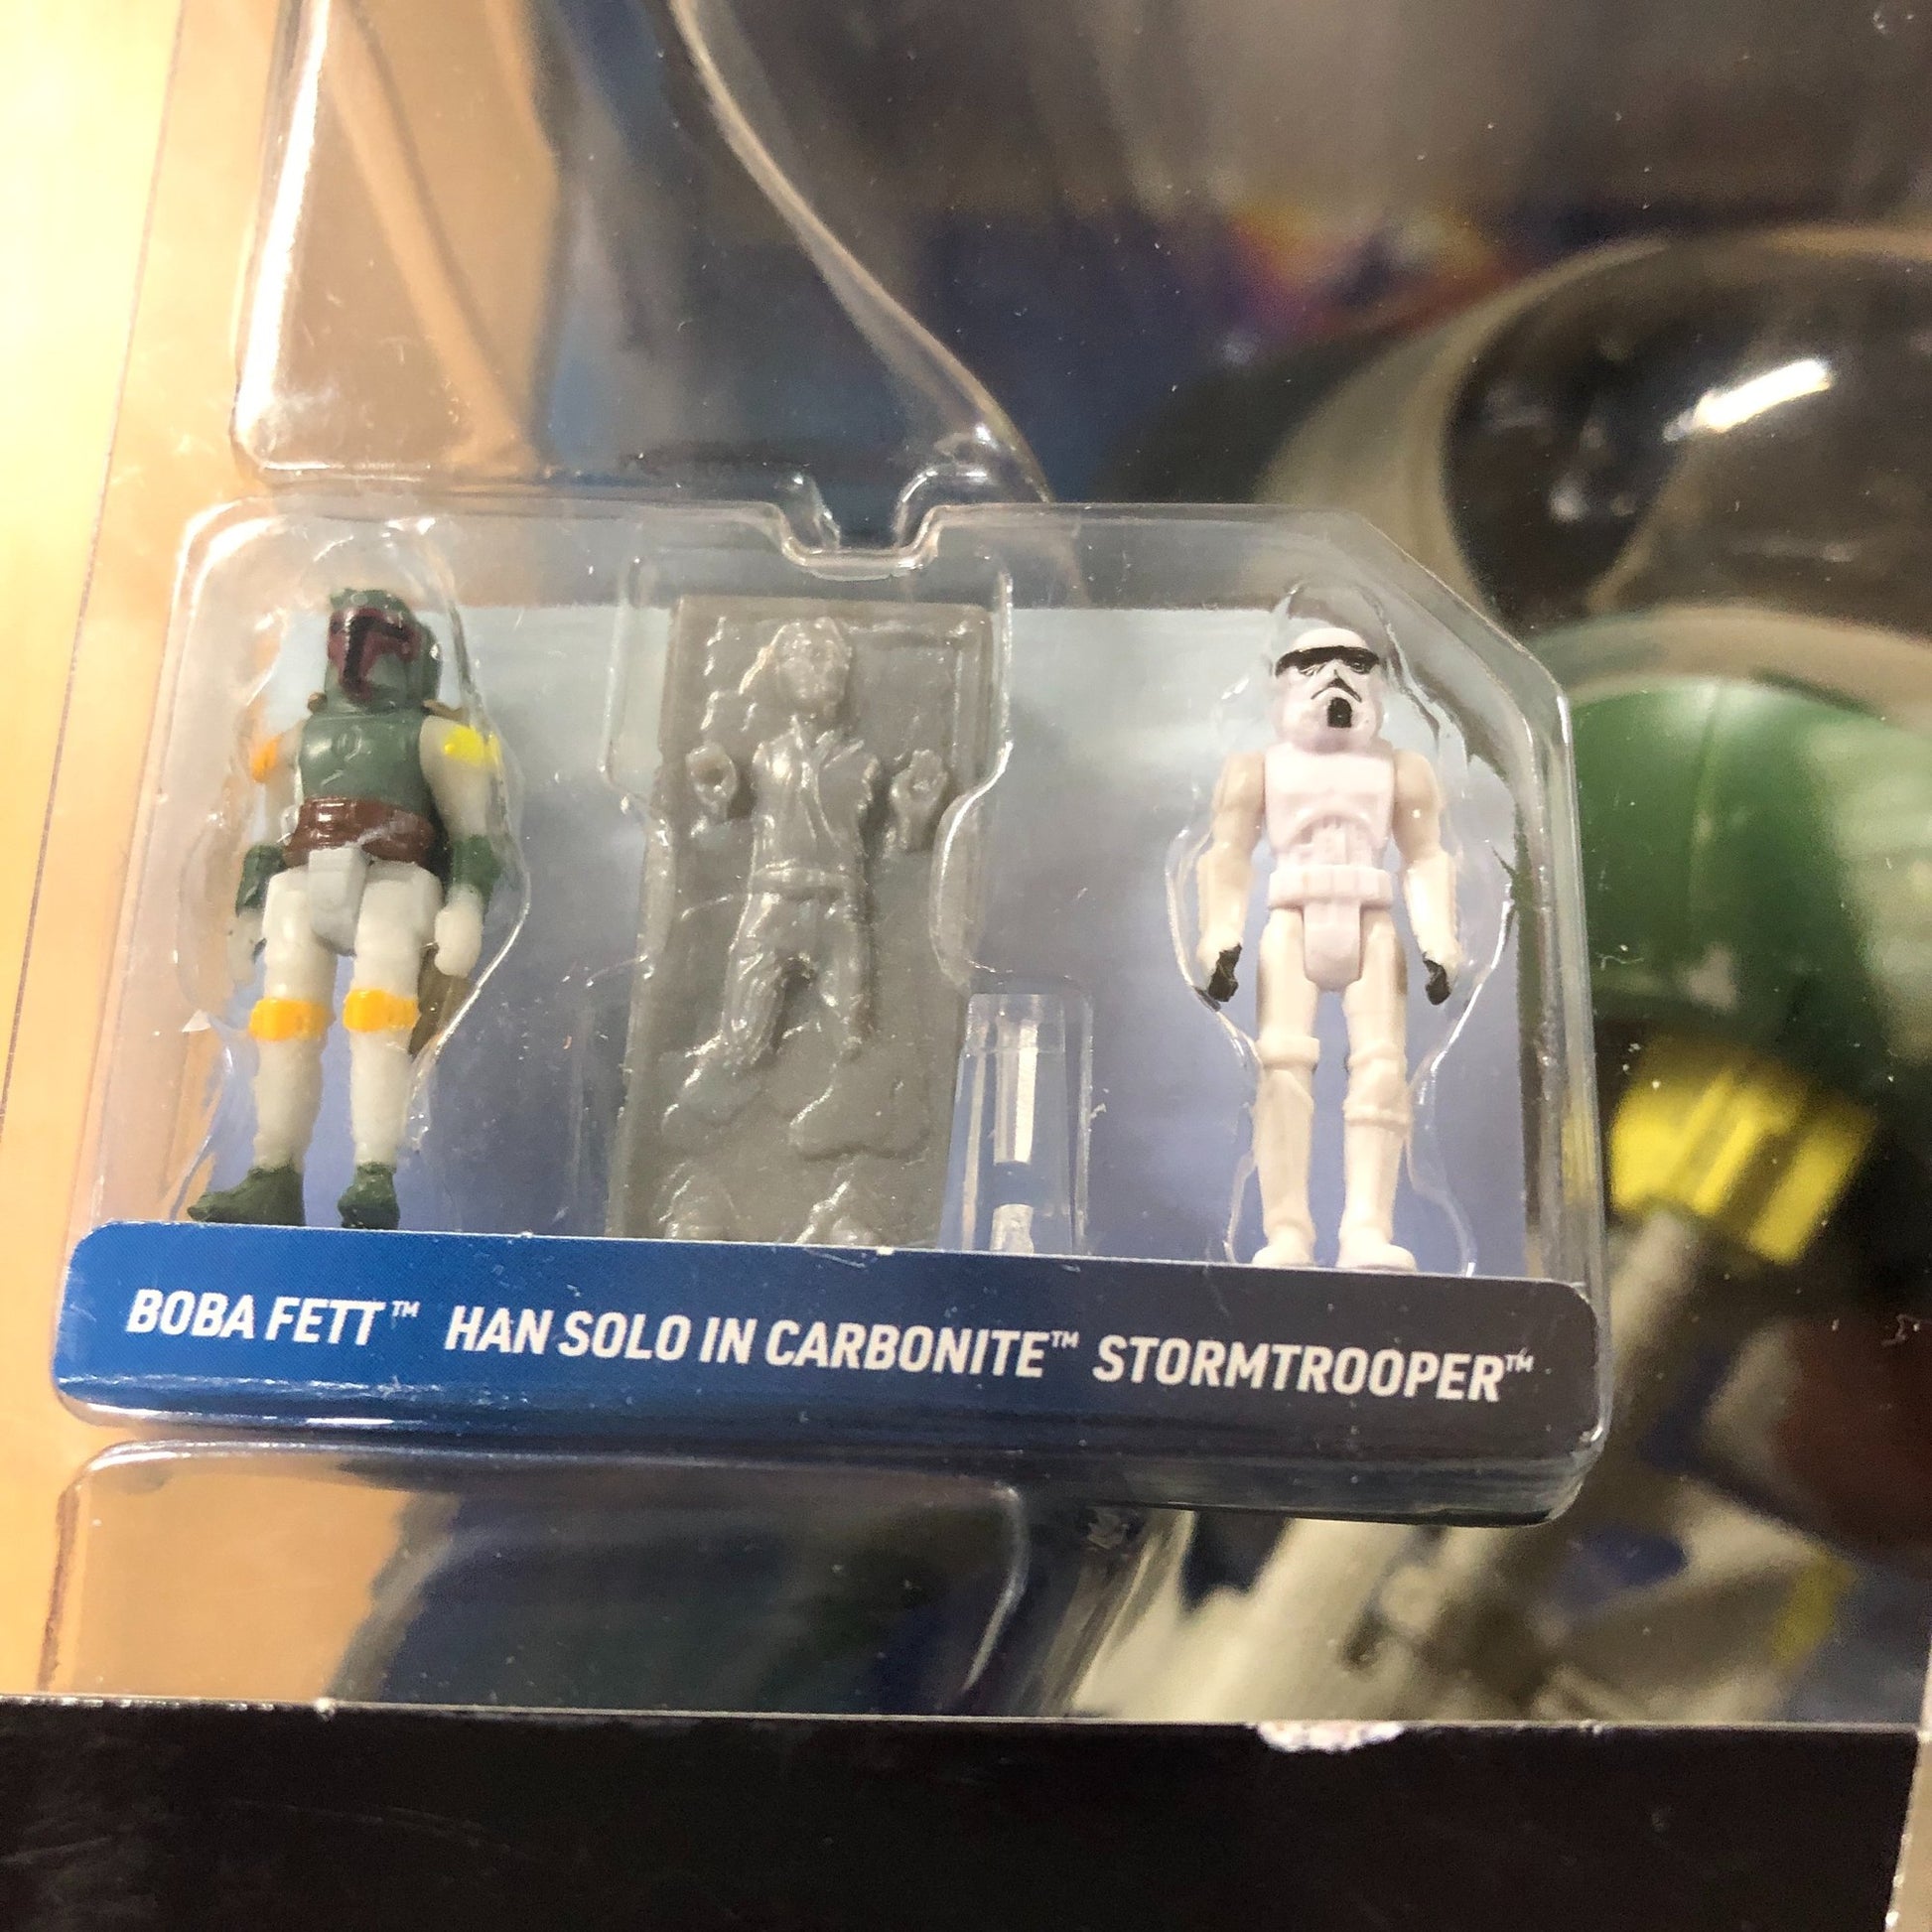 BOBA FETT™ HAN SOLO IN CARBONITE™ STORMTROOPER™